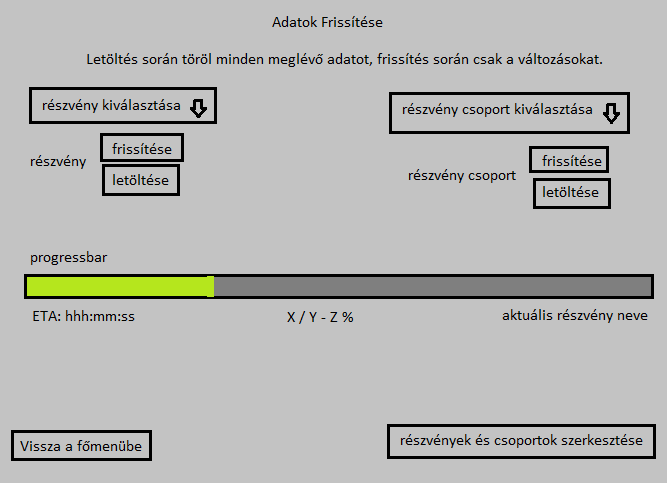 Adatok Frissítése
Letöltés során töröl minden meglévő adatot, frissítés során csak a változásokat.
részvény kiválasztása
részvény csoport kiválasztása
részvény
frissítése
letöltése
részvény csoport
frissítése
letöltése
progressbar
ETA: hhh:mm:ss
X / Y - Z %
aktuális részvény neve
Vissza a főmenübe
részvények és csoportok szerkesztése